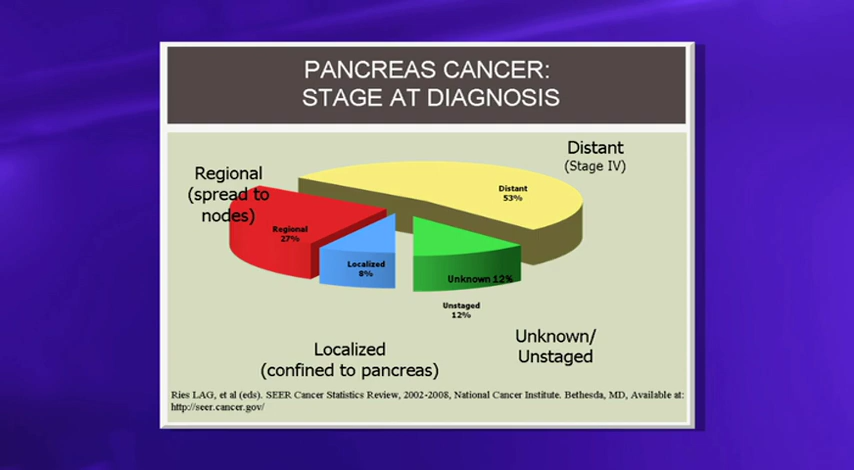 PANCREAS CANCER:
STAGE AT DIAGNOSIS
Distant
(Stage IV)
Regional
(spread to
nodes)
Distant
53%
Regional
27%
Localized
8%
Unknown 12%
Unstaged
12%
Unknown/
Unstaged
Localized
(confined to pancreas)
Ries LAG, et al (eds). SEER Cancer Statistics Review, 2002-2008, National Cancer Institute. Bethesda, MD, Available at:
http://seer.cancer.gov/